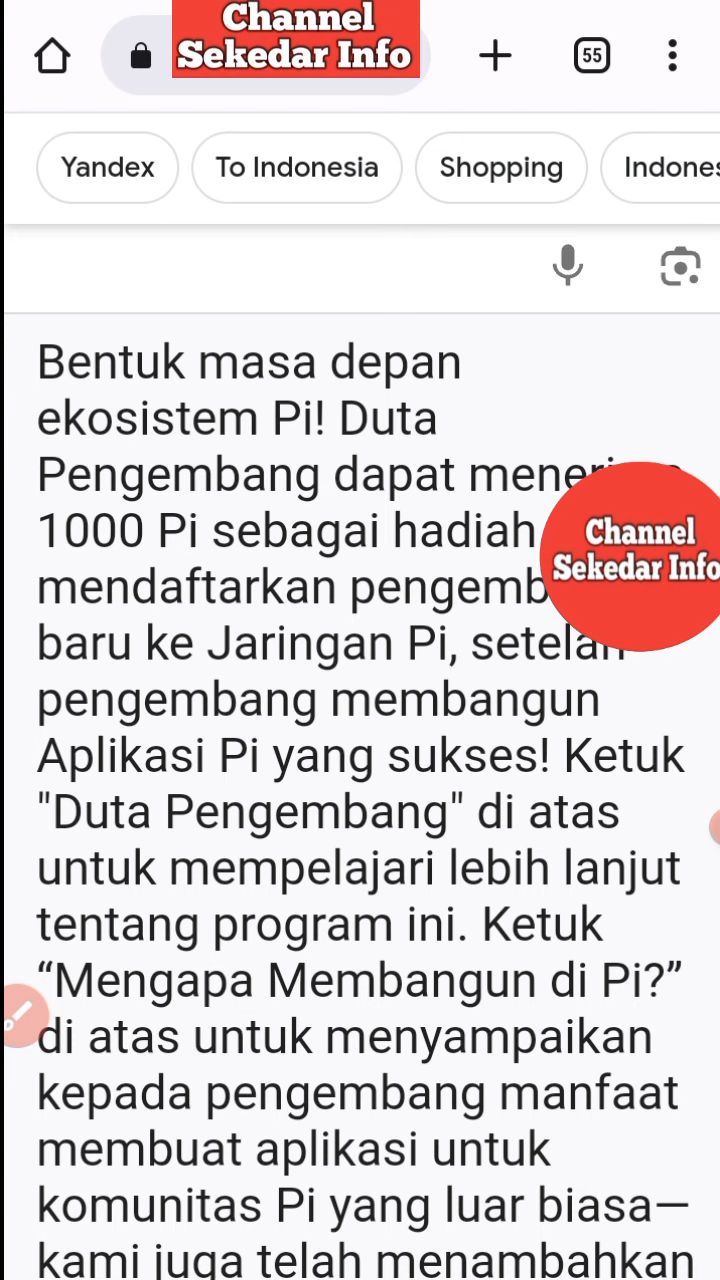 Channel
Sekedar Info
55
Yandex
To Indonesia
Shopping
Bentuk masa depan
ekosistem Pi! Duta
Pengembang dapat
1000 Pi sebagai hadiah
mendaftarkan
Channel
Sekedar Info
baru ke Jaringan Pi, setelah
pengembang membangun
Aplikasi Pi yang sukses! Ketuk
"Duta Pengembang" di atas
untuk mempelajari lebih lanjut
tentang program ini. Ketuk
“Mengapa Membangun di Pi?”
di atas untuk menyampaikan
kepada pengembang manfaat
membuat aplikasi untuk
komunitas Pi yang luar biasa—
kami juga telah menambahkan